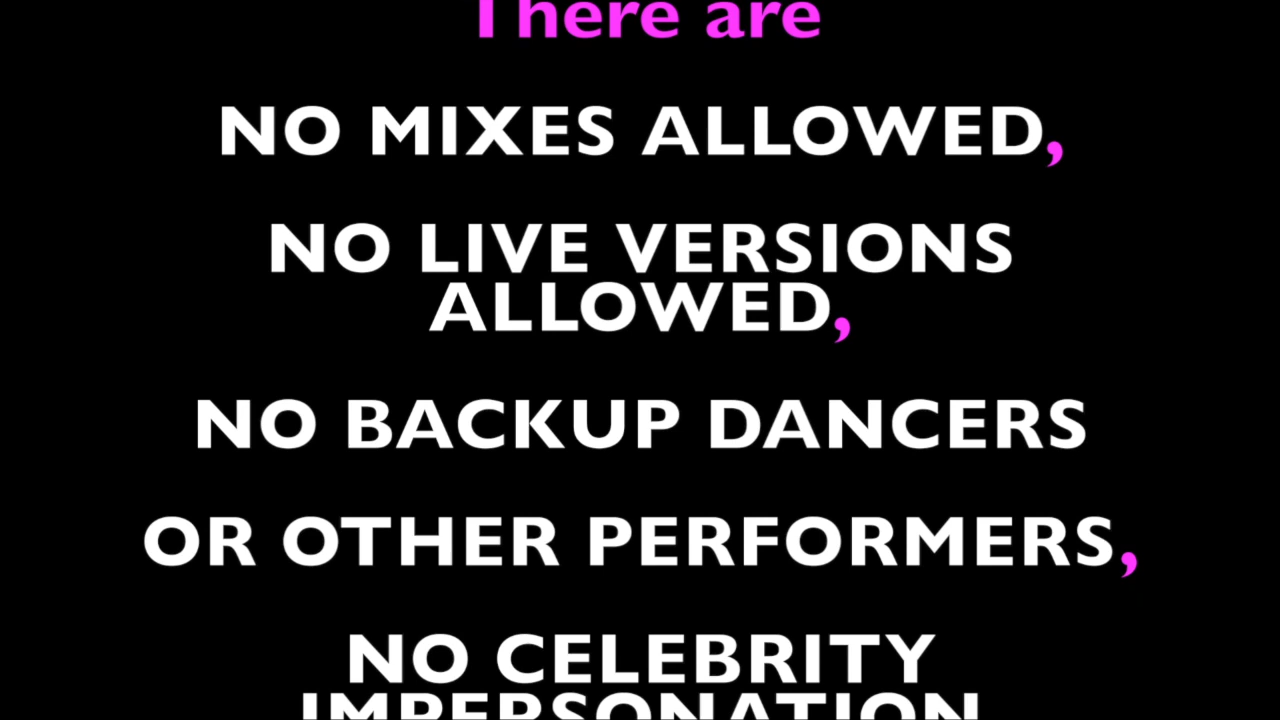 There are
NO MIXES ALLOWED,
NO LIVE VERSIONS
ALLOWED,
NO BACKUP DANCERS
OR OTHER PERFORMERS,
NO CELEBRITY
IMPERSONATION